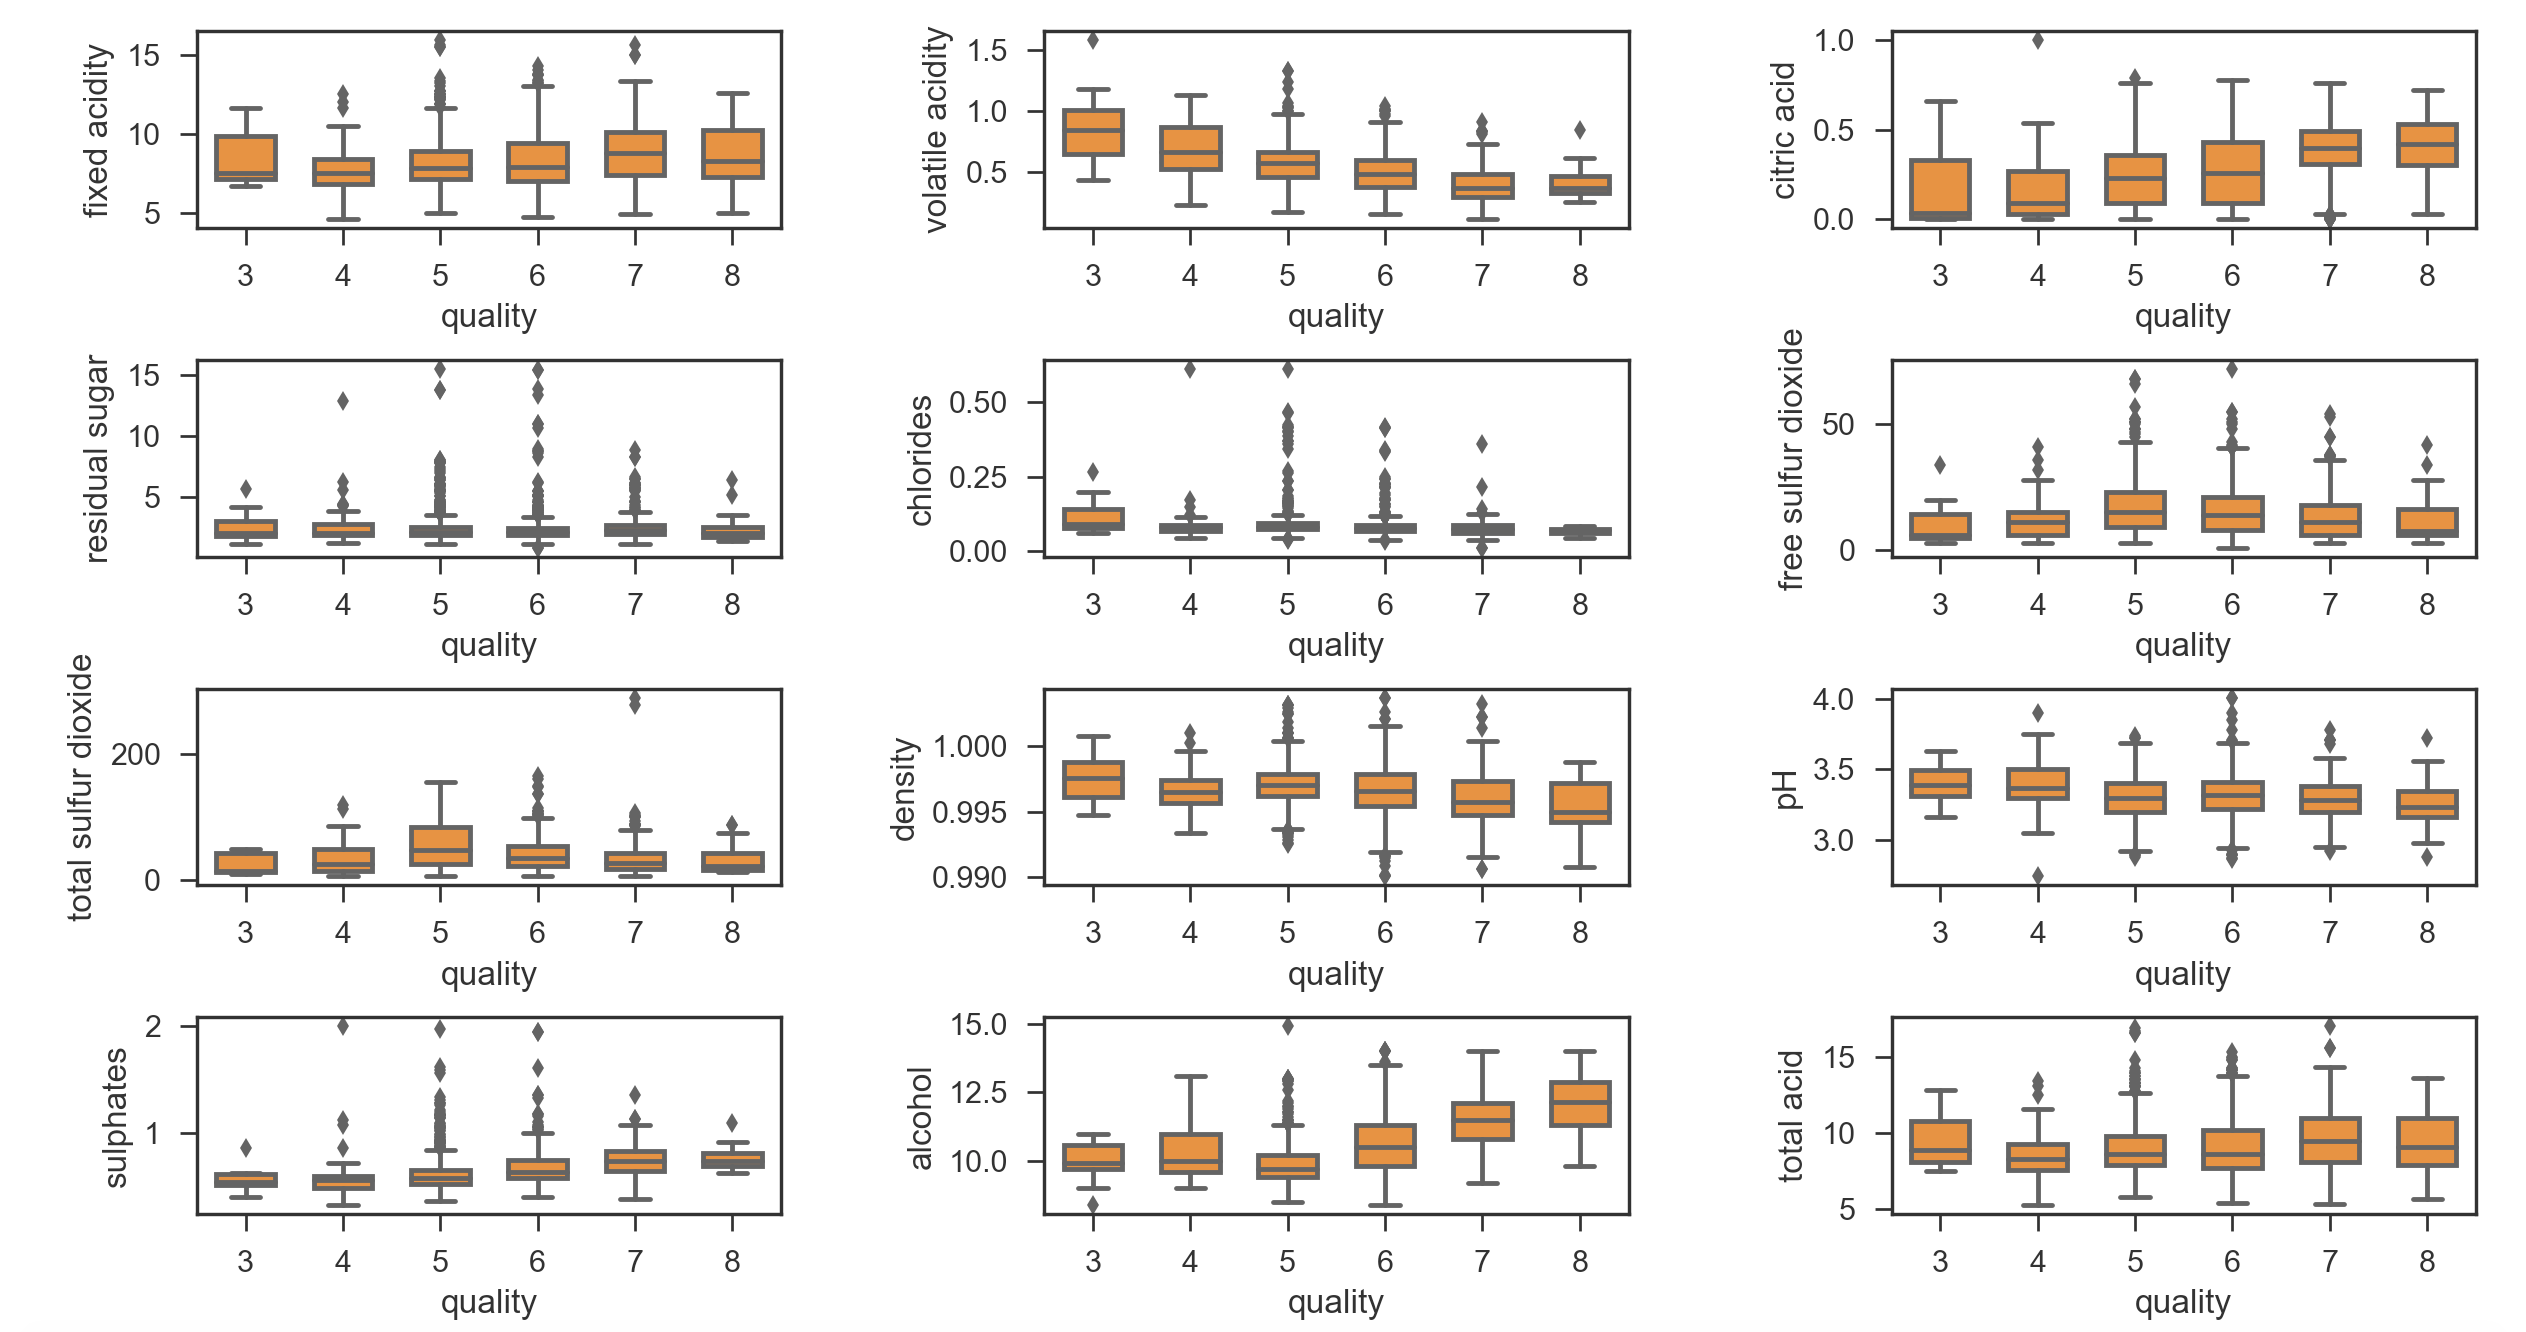 fixed acidity
15
10
5
3 4 5 6 7 8
quality
volatile acidity
1.5
1.0
0.5
3 4 5 6 7 8
quality
citric acid
1.0
0.5
0.0
3 4 5 6 7 8
quality
residual sugar
15
10
5
3 4 5 6 7 8
quality
chlorides
0.50
0.25
0.00
3 4 5 6 7 8
quality
free sulfur dioxide
50
0
3 4 5 6 7 8
quality
total sulfur dioxide
200
0
3 4 5 6 7 8
quality
density
1.000
0.995
0.990
3 4 5 6 7 8
quality
pH
4.0
3.5
3.0
3 4 5 6 7 8
quality
sulphates
2
1
3 4 5 6 7 8
quality
alcohol
15.0
12.5
10.0
3 4 5 6 7 8
quality
total acid
15
10
5
3 4 5 6 7 8
quality